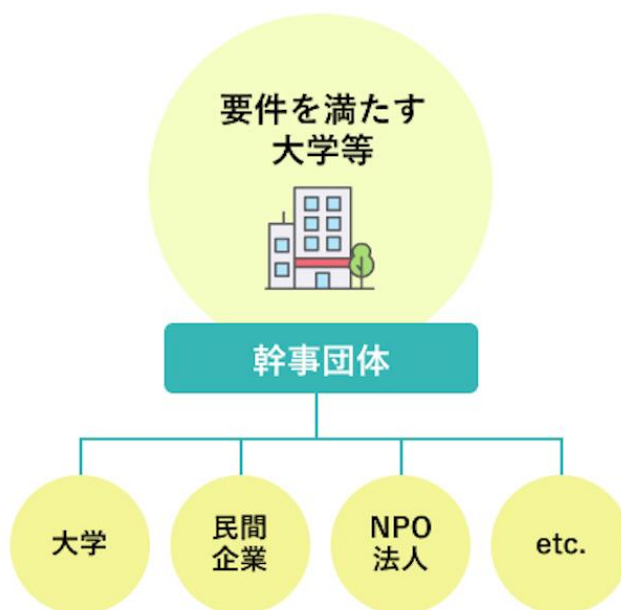 要件を満たす
大学等
幹事団体
大学
民間
企業
NPO
法人
etc.